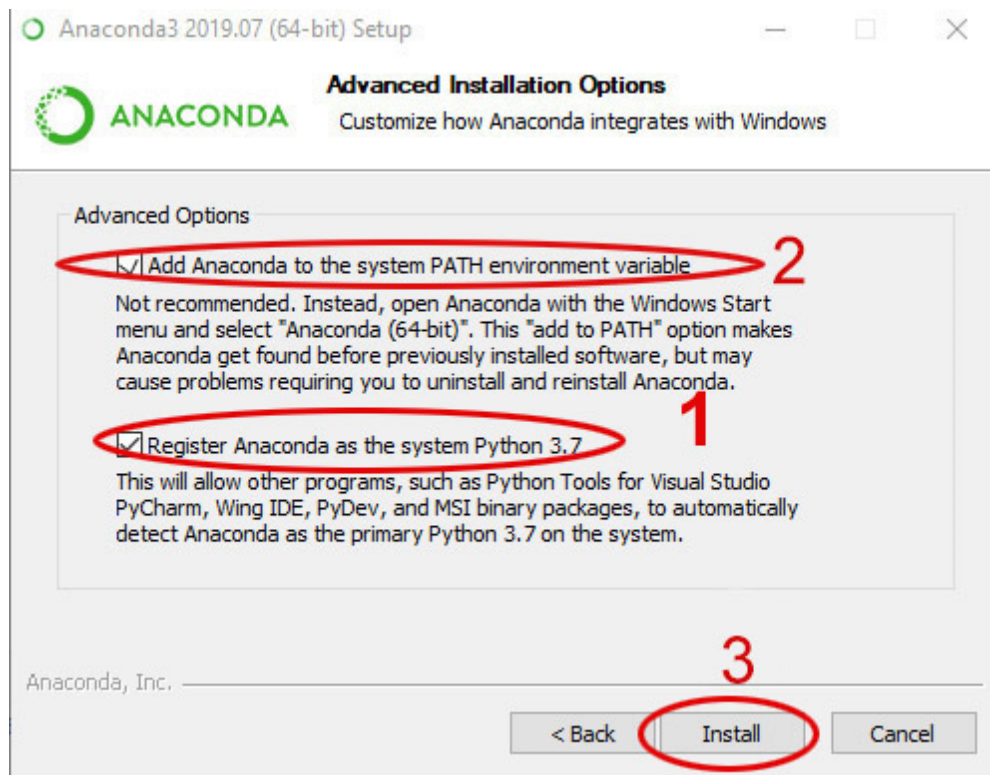 Anaconda3 2019.07 (64-bit) Setup
ANACONDA
Advanced Installation Options
Customize how Anaconda integrates with Windows
Advanced Options
Add Anaconda to the system PATH environment variable
2
Not recommended. Instead, open Anaconda with the Windows Start
menu and select "Anaconda (64-bit)". This "add to PATH" option makes
Anaconda get found before previously installed software, but may
cause problems requiring you to uninstall and reinstall Anaconda.
1
Register Anaconda as the system Python 3.7
This will allow other programs, such as Python Tools for Visual Studio
PyCharm, Wing IDE, PyDev, and MSI binary packages, to automatically
detect Anaconda as the primary Python 3.7 on the system.
3
Anaconda, Inc.
< Back
Install
Cancel